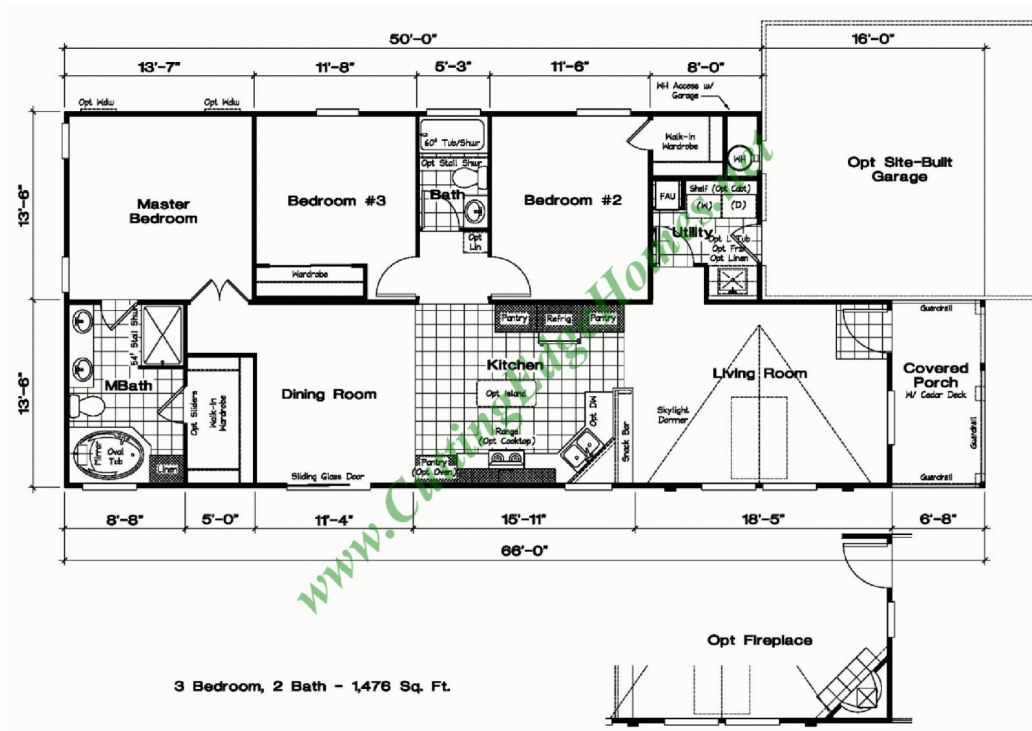 50'-0"
16'-0"
13'-7"
11'-8"
5'-3"
11'-6"
8'-0"
WH Access w/
Garage
Opt Wdw
Opt Wdw
13'-6"
Master
Bedroom
Bedroom #3
Wardrobe
60" Tub/Shwr
Opt Stall Shwr
Bath
Opt
Lin
Bedroom #2
Walk-In
Wardrobe
WH
FAU
Shelf (Opt Cabt)
(W)
(D)
Utility
Opt L Tub
Opt Frz
Opt Linen
Opt Site-Built
Garage
13'-6"
54" Stall Shwr
MBath
Mirror
Oval
Tub
Linen
Opt Sliders
Walk-In
Wardrobe
Dining Room
Sliding Glass Door
Pantry
Refrig
Pantry
Kitchen
Opt Island
Range
(Opt Cooktop)
Pantry
(Opt Oven)
Opt DW
Snack Bar
Living Room
Skylight
Dormer
Guardrail
Covered
Porch
W/ Cedar Deck
Guardrail
Guardrail
8'-8"
5'-0"
11'-4"
15'-11"
18'-5"
6'-8"
66'-0"
www.CuttingEdgeHomes.net
Opt Fireplace
3 Bedroom, 2 Bath - 1,476 Sq. Ft.